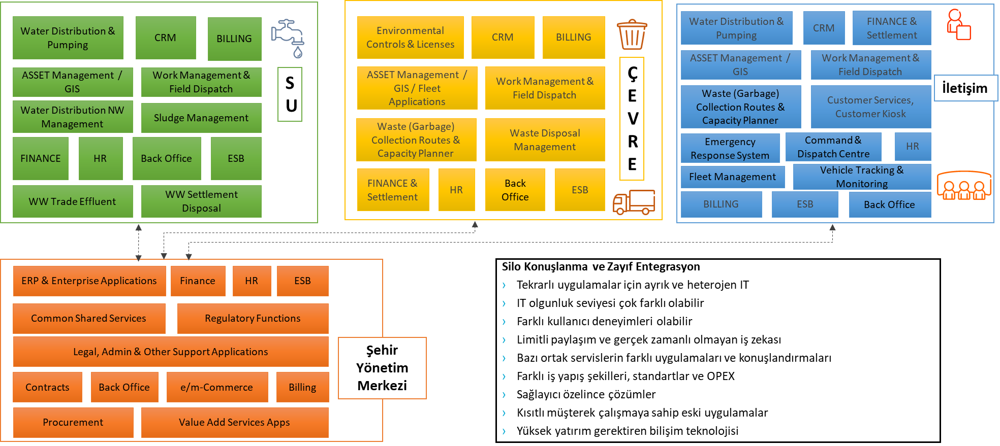 Water Distribution &
Pumping
CRM
BILLING
ASSET Management /
GIS
Work Management &
Field Dispatch
Water Distribution NW
Management
Sludge Management
FINANCE
HR
Back Office
ESB
WW Trade Effluent
WW Settlement
Disposal
S
U
Environmental
Controls & Licenses
CRM
BILLING
ASSET Management /
GIS / Fleet
Applications
Work Management &
Field Dispatch
Waste (Garbage)
Collection Routes &
Capacity Planner
Waste Disposal
Management
FINANCE &
Settlement
HR
Back
Office
ESB
Ç
E
V
R
E
Water Distribution &
Pumping
CRM
FINANCE &
Settlement
ASSET Management /
GIS
Work Management &
Field Dispatch
Waste (Garbage)
Collection Routes &
Capacity Planner
Customer Services,
Customer Kiosk
Emergency
Response System
Command &
Dispatch Centre
HR
Fleet Management
Vehicle Tracking &
Monitoring
BILLING
ESB
Back Office
İletişim
ERP & Enterprise Applications
Finance
HR
ESB
Common Shared Services
Regulatory Functions
Legal, Admin & Other Support Applications
Contracts
Back Office
e/m-Commerce
Billing
Procurement
Value Add Services Apps
Şehir
Yönetim
Merkezi
Silo Konuşlanma ve Zayıf Entegrasyon
› Tekrarlı uygulamalar için ayrık ve heterojen IT
› IT olgunluk seviyesi çok farklı olabilir
› Farklı kullanıcı deneyimleri olabilir
› Limitli paylaşım ve gerçek zamanlı olmayan iş zekası
› Bazı ortak servislerin farklı uygulamaları ve konuşlandırmaları
› Farklı iş yapış şekilleri, standartlar ve OPEX
› Sağlayıcı özelince çözümler
› Kısıtlı müşterek çalışmaya sahip eski uygulamalar
› Yüksek yatırım gerektiren bilişim teknolojisi